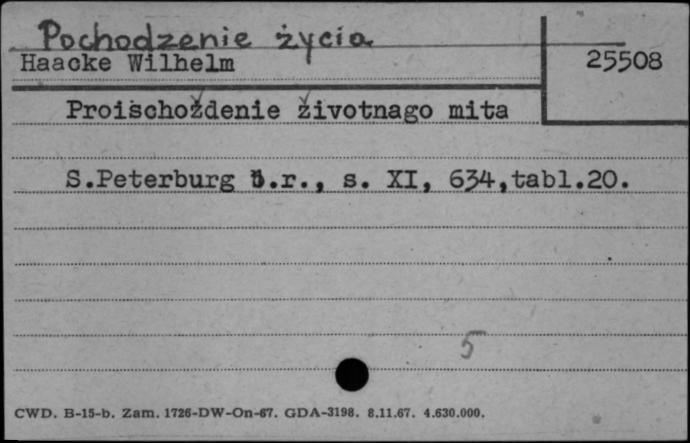 Pochodzenie życia
Haacke Wilhelm
25508
Proischoždenie životnago mita
S.Peterburg b.r., s. XI, 634,tabl.20.
5
CWD. B-15-b. Zam. 1726-DW-On-67. GDA-3198. 8.11.67. 4.630.000.